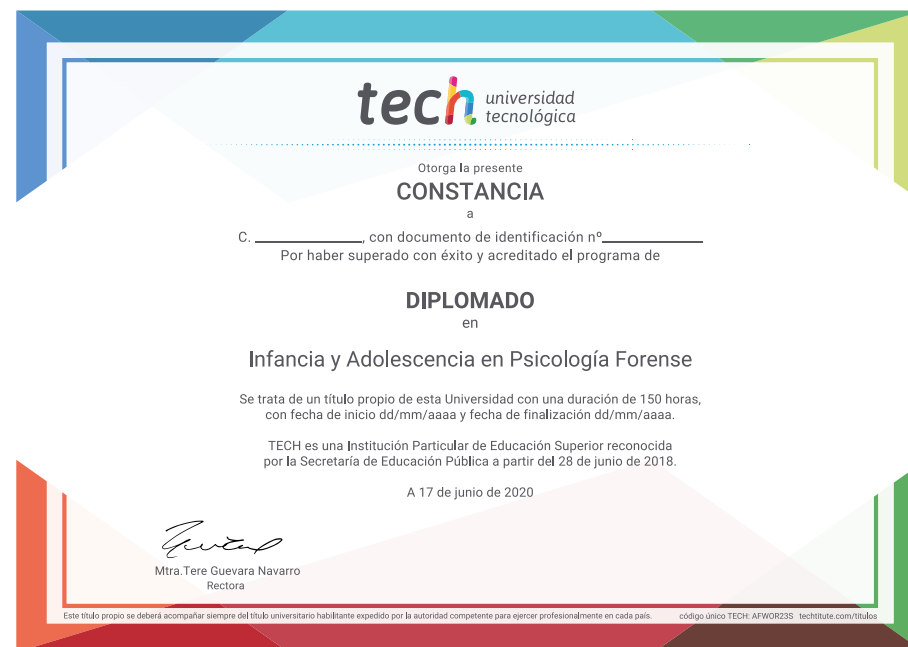 tech universidad
tecnológica
Otorga la presente
CONSTANCIA
a
C. ____________, con documento de identificación nº____________
Por haber superado con éxito y acreditado el programa de
DIPLOMADO
en
Infancia y Adolescencia en Psicología Forense
Se trata de un título propio de esta Universidad con una duración de 150 horas,
con fecha de inicio dd/mm/aaaa y fecha de finalización dd/mm/aaaa.
TECH es una Institución Particular de Educación Superior reconocida
por la Secretaría de Educación Pública a partir del 28 de junio de 2018.
A 17 de junio de 2020
Mtra.Tere Guevara Navarro
Rectora
Este título propio se deberá acompañar siempre del título universitario habilitante expedido por la autoridad competente para ejercer profesionalmente en cada país. código único TECH: AFWOR23S techtitute.com/titulos